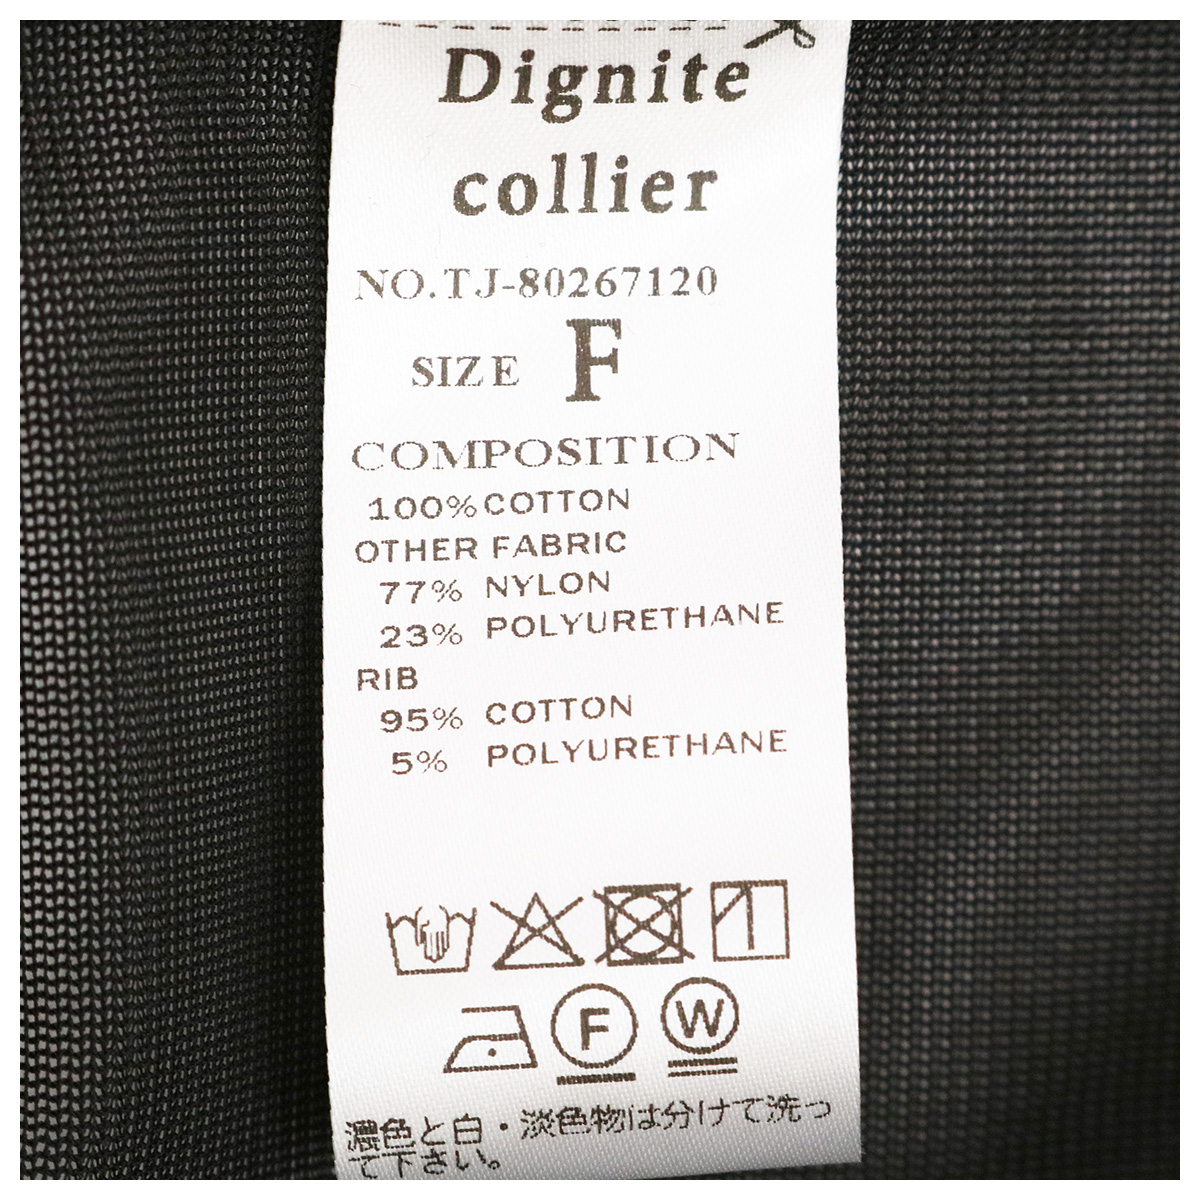 Dignite
collier
NO.TJ-80267120
SIZE F
COMPOSITION
100% COTTON
OTHER FABRIC
77% NYLON
23% POLYURETHANE
RIB
95% COTTON
5% POLYURETHANE
F W
濃色と白・淡色物は分けて洗っ
て下さい。